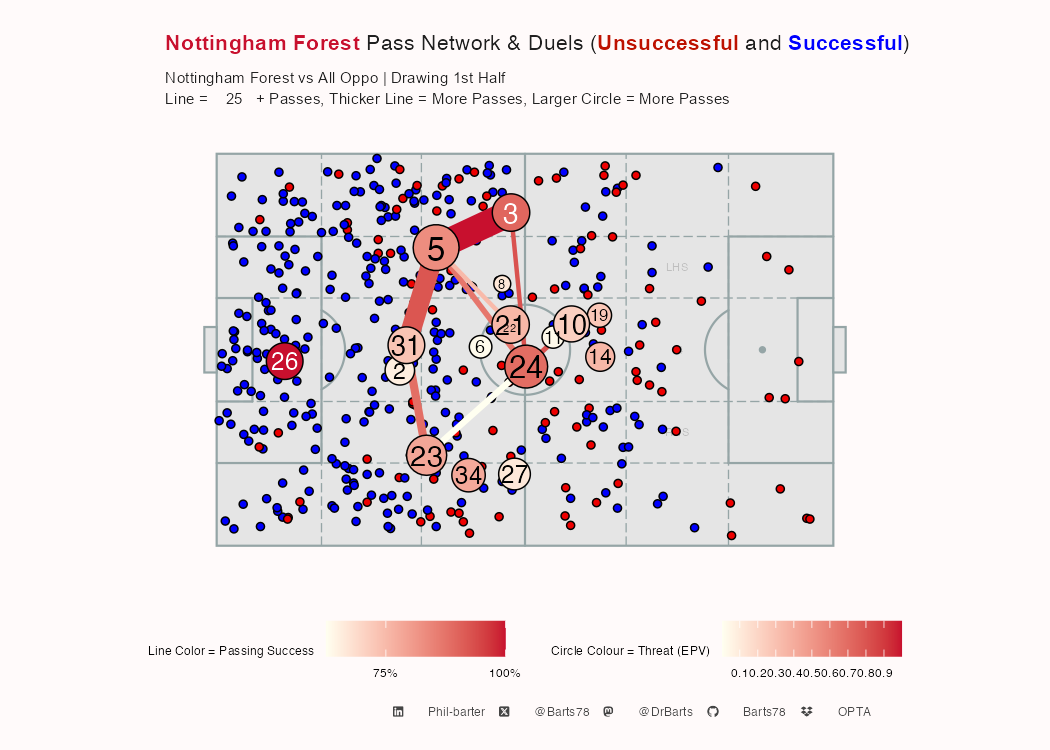 Nottingham Forest Pass Network & Duels (Unsuccessful and Successful)
Nottingham Forest vs All Oppo | Drawing 1st Half
Line = 25 + Passes, Thicker Line = More Passes, Larger Circle = More Passes
3
5
LHS
8
19
21
22
10
11
31
6
14
26
2
24
23
34
27
Line Color = Passing Success
75%
100%
Circle Colour = Threat (EPV)
0.10.20.30.40.50.60.70.80.9
Phil-barter
@Barts78
@DrBarts
Barts78
OPTA